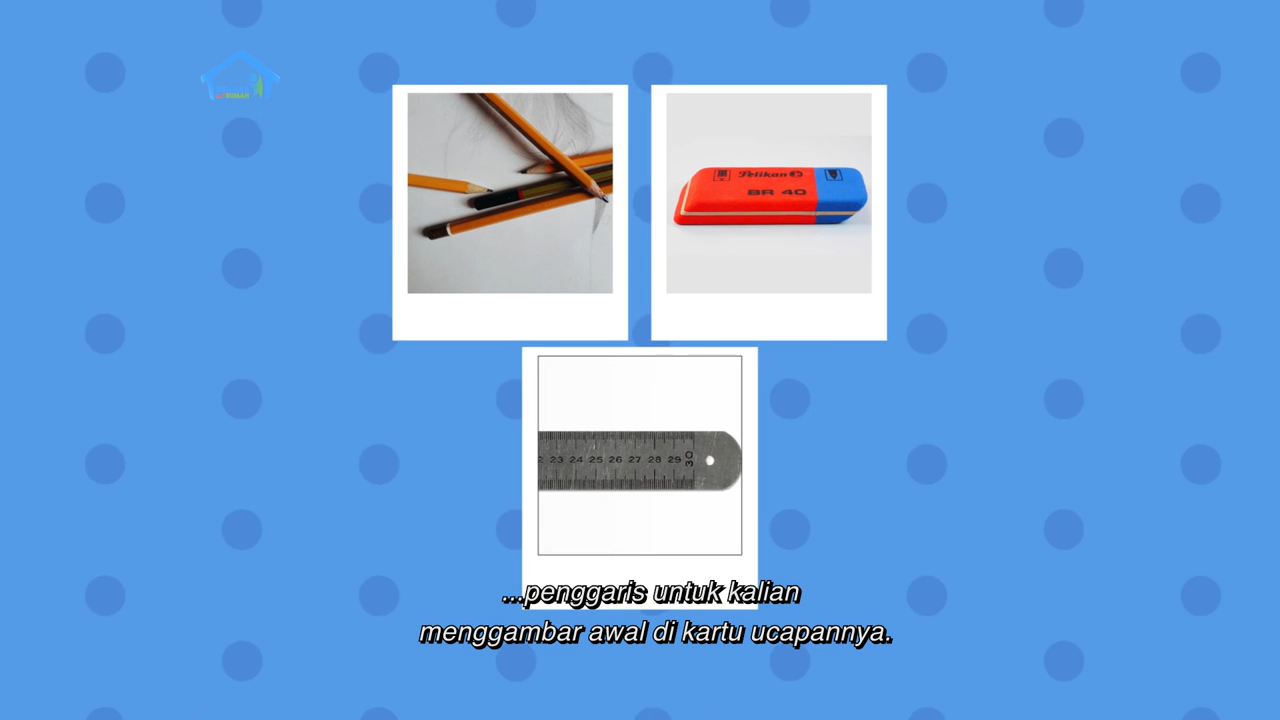 RUMAH
Pelikan
BR 40
23 24 25 26 27 28 29 30
...penggaris untuk kalian
menggambar awal di kartu ucapannya.